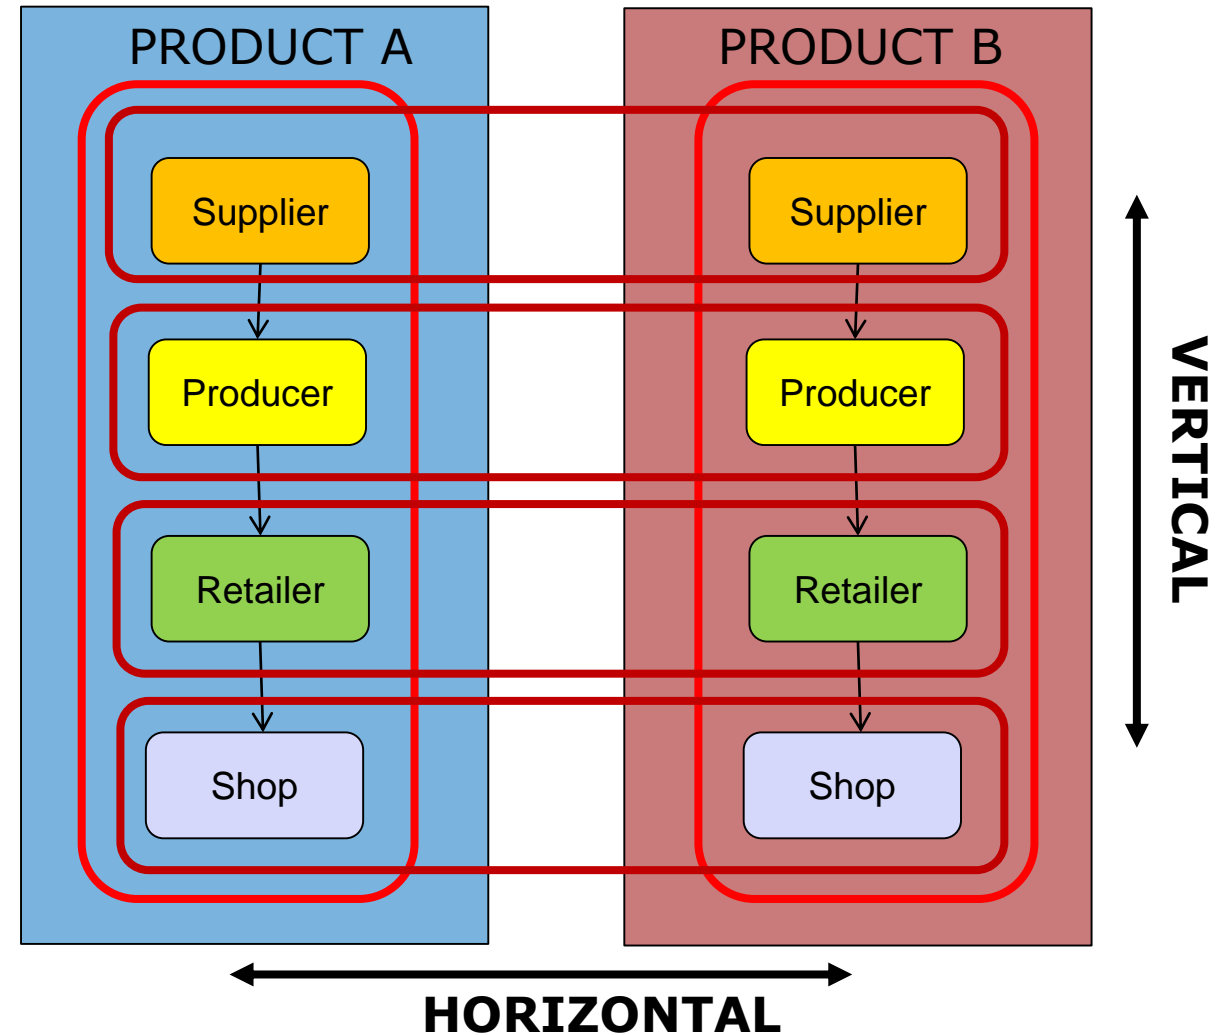 PRODUCT A
PRODUCT B
Supplier
Supplier
Producer
Producer
Retailer
Retailer
Shop
Shop
VERTICAL
HORIZONTAL